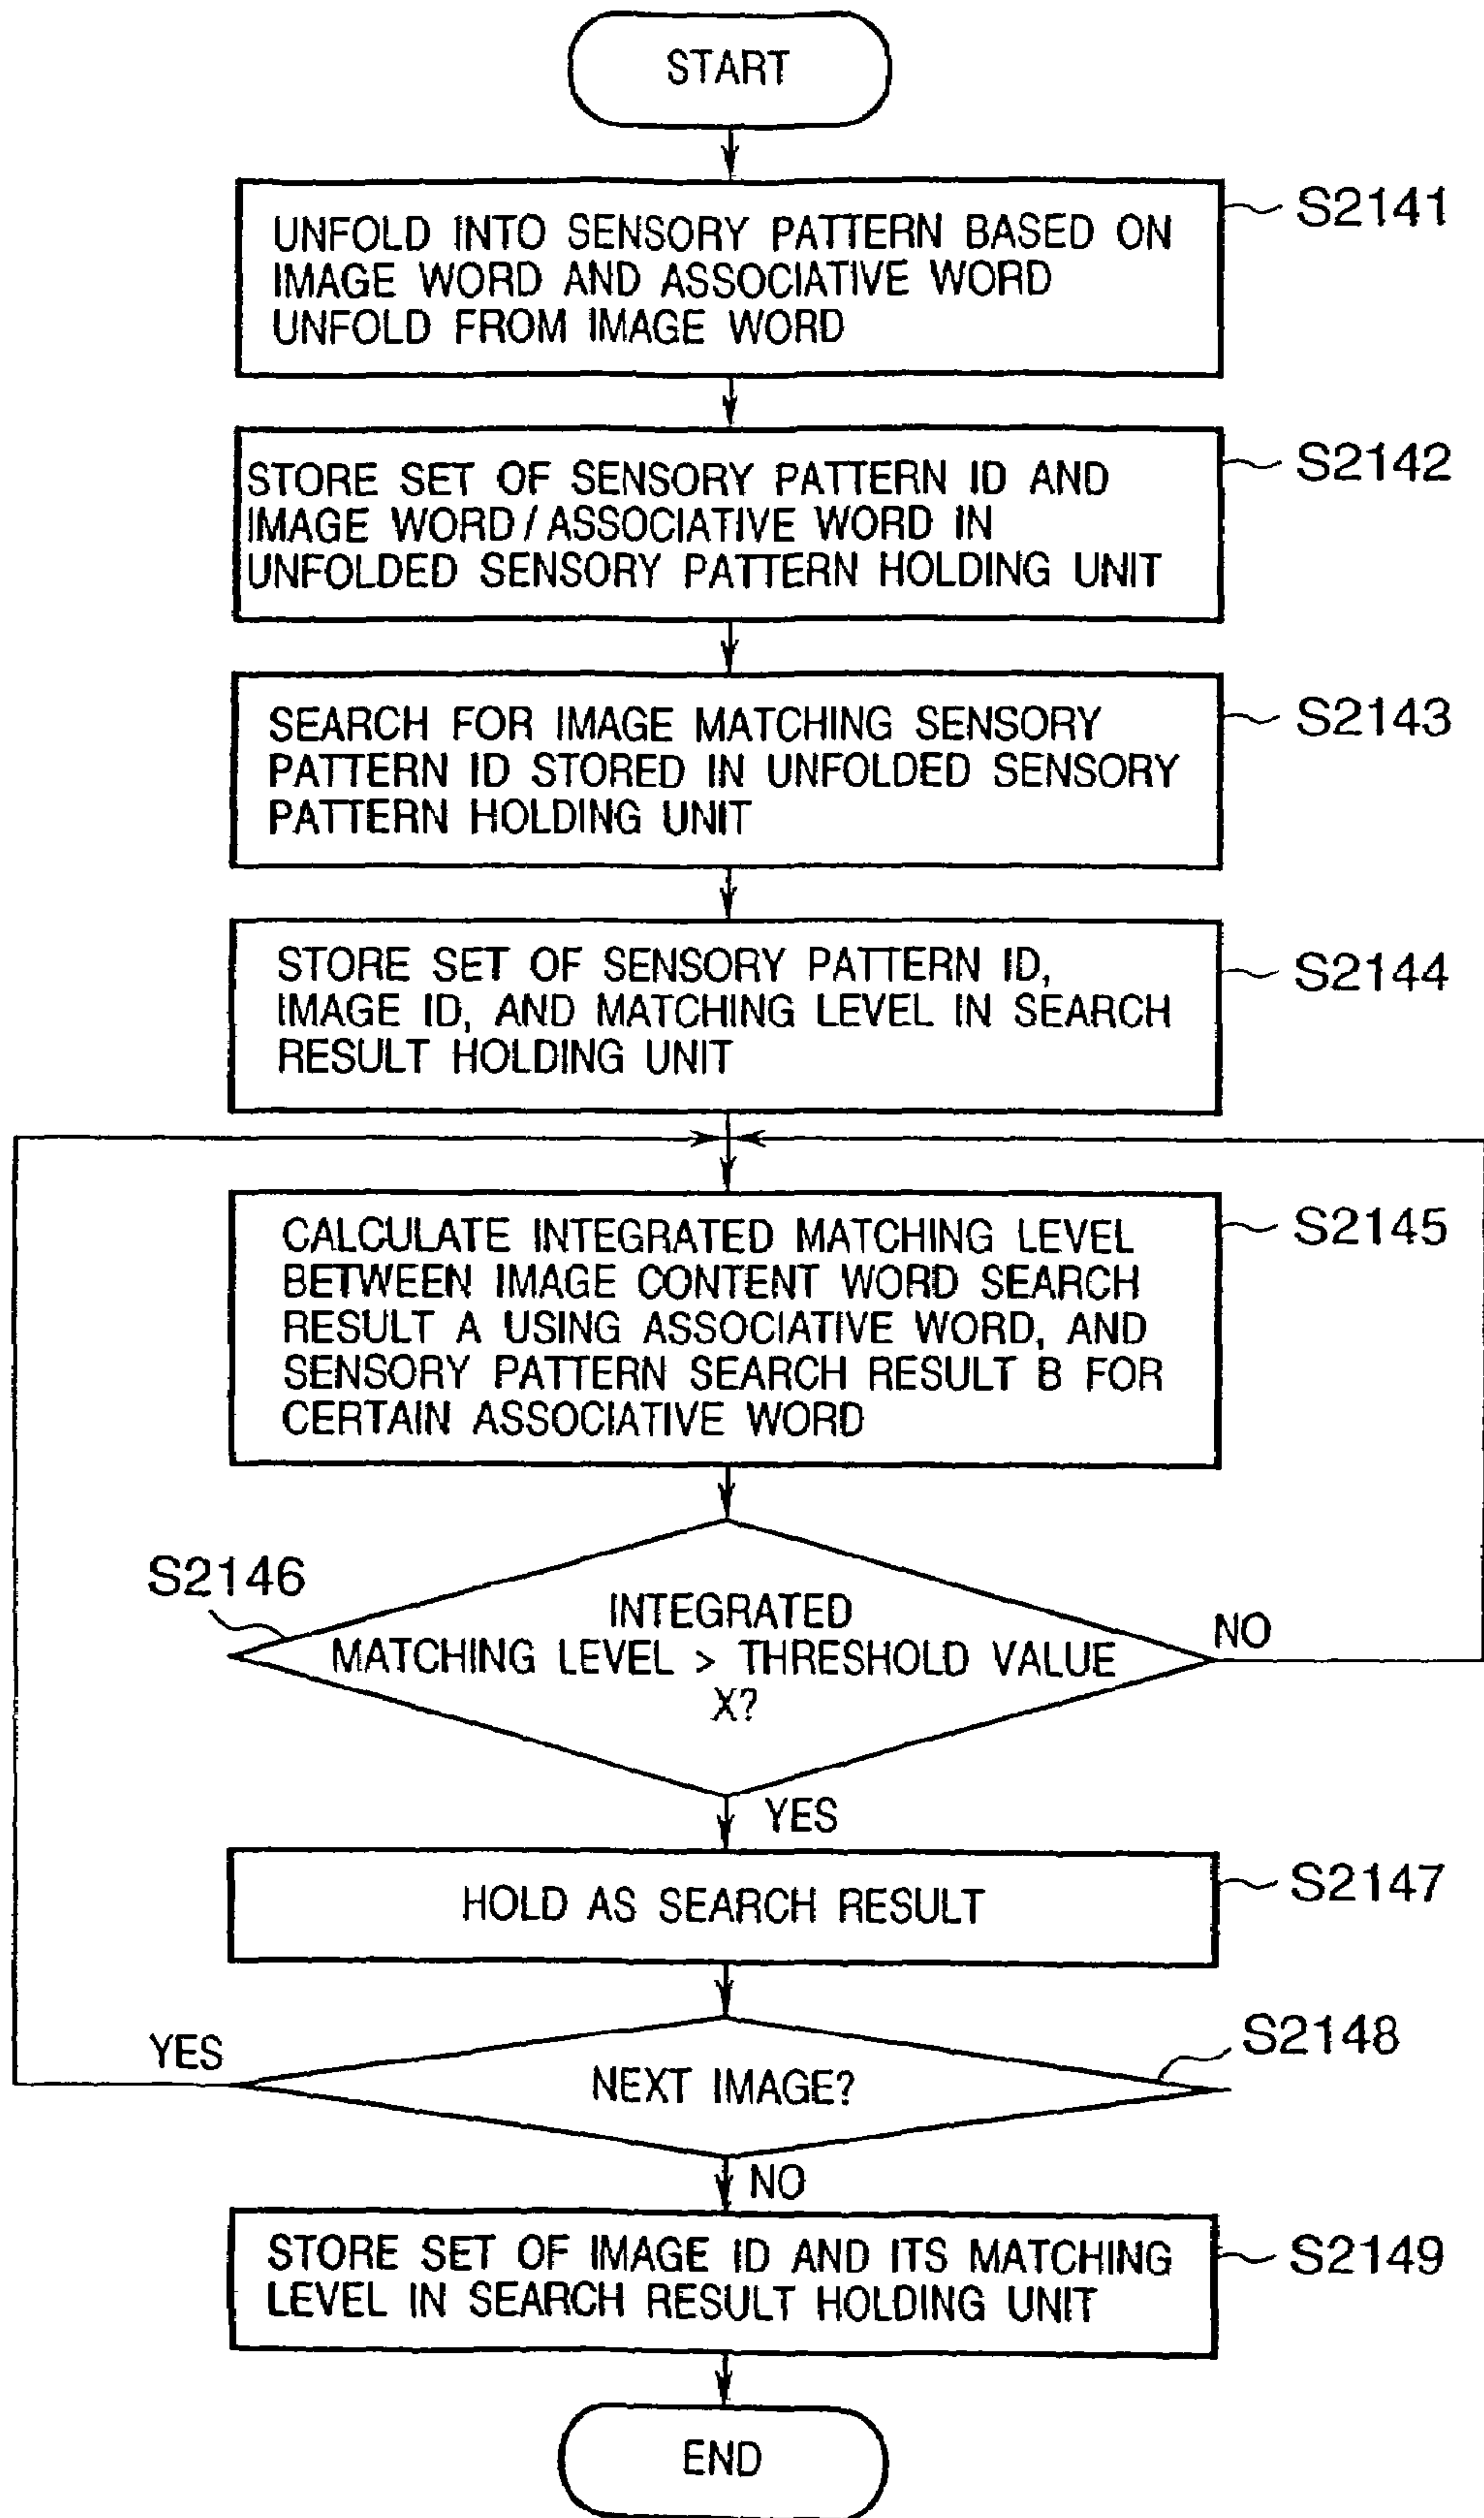 START
S2141
UNFOLD INTO SENSORY PATTERN BASED ON
IMAGE WORD AND ASSOCIATIVE WORD
UNFOLD FROM IMAGE WORD
S2142
STORE SET OF SENSORY PATTERN ID AND
IMAGE WORD/ASSOCIATIVE WORD IN
UNFOLDED SENSORY PATTERN HOLDING UNIT
S2143
SEARCH FOR IMAGE MATCHING SENSORY
PATTERN ID STORED IN UNFOLDED SENSORY
PATTERN HOLDING UNIT
S2144
STORE SET OF SENSORY PATTERN ID,
IMAGE ID, AND MATCHING LEVEL IN SEARCH
RESULT HOLDING UNIT
S2145
CALCULATE INTEGRATED MATCHING LEVEL
BETWEEN IMAGE CONTENT WORD SEARCH
RESULT A USING ASSOCIATIVE WORD, AND
SENSORY PATTERN SEARCH RESULT B FOR
CERTAIN ASSOCIATIVE WORD
S2146
INTEGRATED
MATCHING LEVEL > THRESHOLD VALUE
X?
NO
YES
S2147
HOLD AS SEARCH RESULT
S2148
YES
NEXT IMAGE?
NO
S2149
STORE SET OF IMAGE ID AND ITS MATCHING
LEVEL IN SEARCH RESULT HOLDING UNIT
END